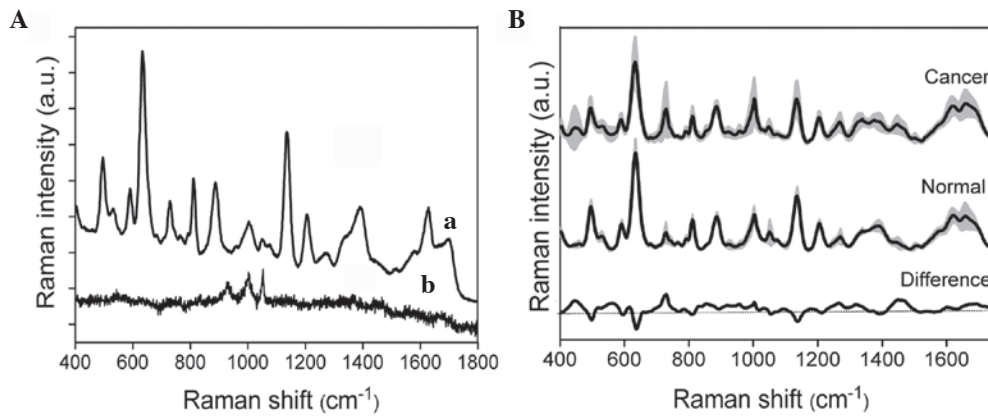 A
B
Raman intensity (a.u.)
a
b
400 600 800 1000 1200 1400 1600 1800
Raman shift (cm⁻¹)
Raman intensity (a.u.)
Cancer
Normal
Difference
400 600 800 1000 1200 1400 1600
Raman shift (cm⁻¹)